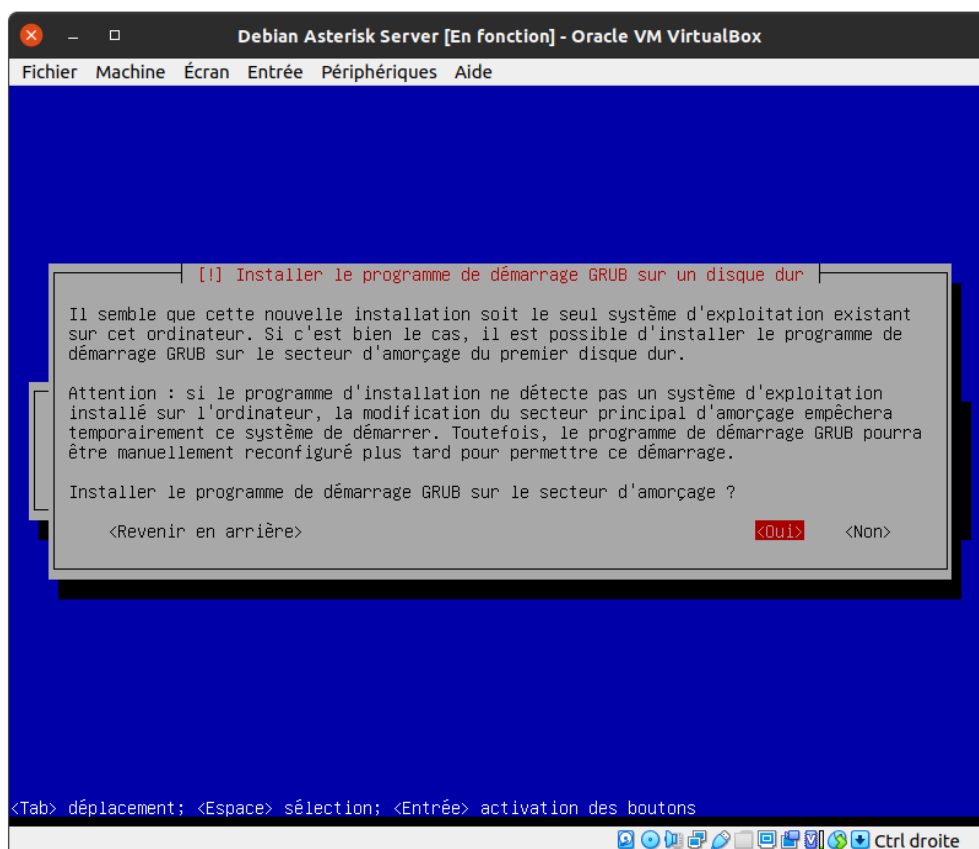 Debian Asterisk Server [En fonction] - Oracle VM VirtualBox
Fichier Machine Écran Entrée Périphériques Aide
[!] Installer le programme de démarrage GRUB sur un disque dur
Il semble que cette nouvelle installation soit le seul système d'exploitation existant
sur cet ordinateur. Si c'est bien le cas, il est possible d'installer le programme de
démarrage GRUB sur le secteur d'amorçage du premier disque dur.
Attention : si le programme d'installation ne détecte pas un système d'exploitation
installé sur l'ordinateur, la modification du secteur principal d'amorçage empêchera
temporairement ce système de démarrer. Toutefois, le programme de démarrage GRUB pourra
être manuellement reconfiguré plus tard pour permettre ce démarrage.
Installer le programme de démarrage GRUB sur le secteur d'amorçage ?
<Revenir en arrière> <Oui> <Non>
<Tab> déplacement; <Espace> sélection; <Entrée> activation des boutons
Ctrl droite